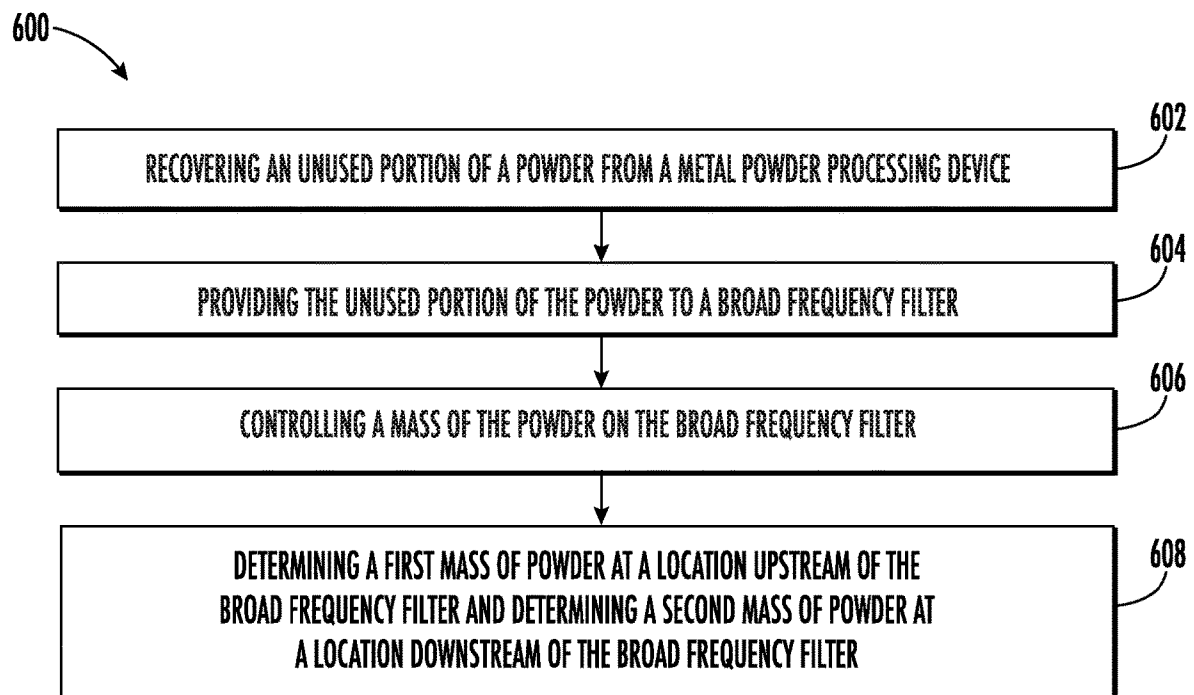 600
602
RECOVERING AN UNUSED PORTION OF A POWDER FROM A METAL POWDER PROCESSING DEVICE
604
PROVIDING THE UNUSED PORTION OF THE POWDER TO A BROAD FREQUENCY FILTER
606
CONTROLLING A MASS OF THE POWDER ON THE BROAD FREQUENCY FILTER
608
DETERMINING A FIRST MASS OF POWDER AT A LOCATION UPSTREAM OF THE
BROAD FREQUENCY FILTER AND DETERMINING A SECOND MASS OF POWDER AT
A LOCATION DOWNSTREAM OF THE BROAD FREQUENCY FILTER